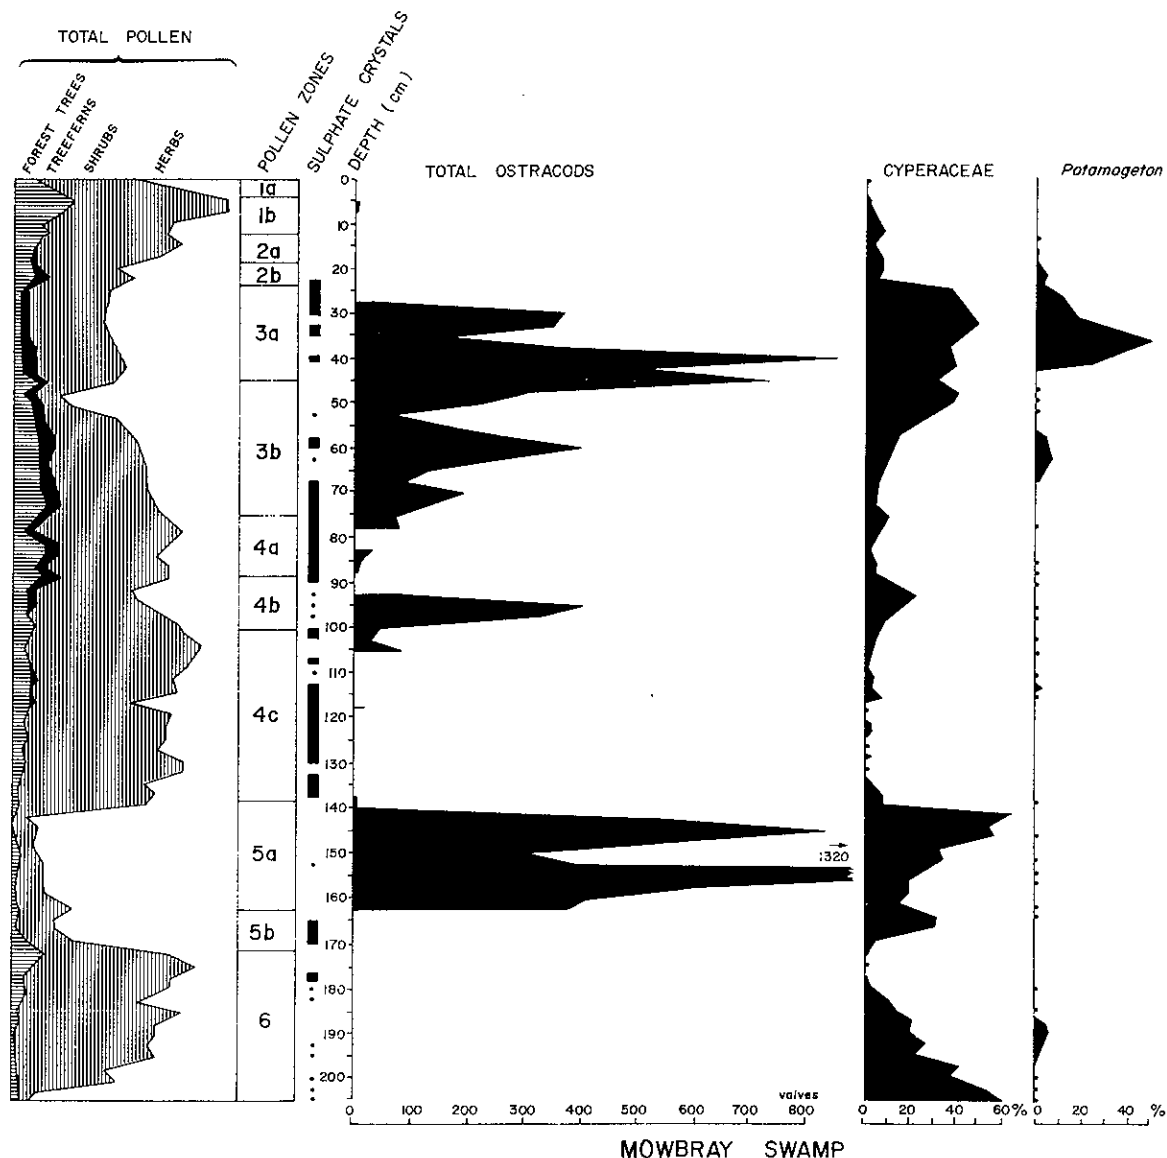 TOTAL POLLEN
FOREST TREES
TREEFERNS
SHRUBS
HERBS
POLLEN ZONES
SULPHATE CRYSTALS
DEPTH (cm)
TOTAL OSTRACODS
CYPERACEAE
Potamogeton
1a
1b
2a
2b
3a
3b
4a
4b
4c
5a
5b
6
0
10
20
30
40
50
60
70
80
90
100
110
120
130
140
150
160
170
180
190
200
1320
valves
0 100 200 300 400 500 600 700 800
0 20 40 60 %
0 20 40 %
MOWBRAY SWAMP